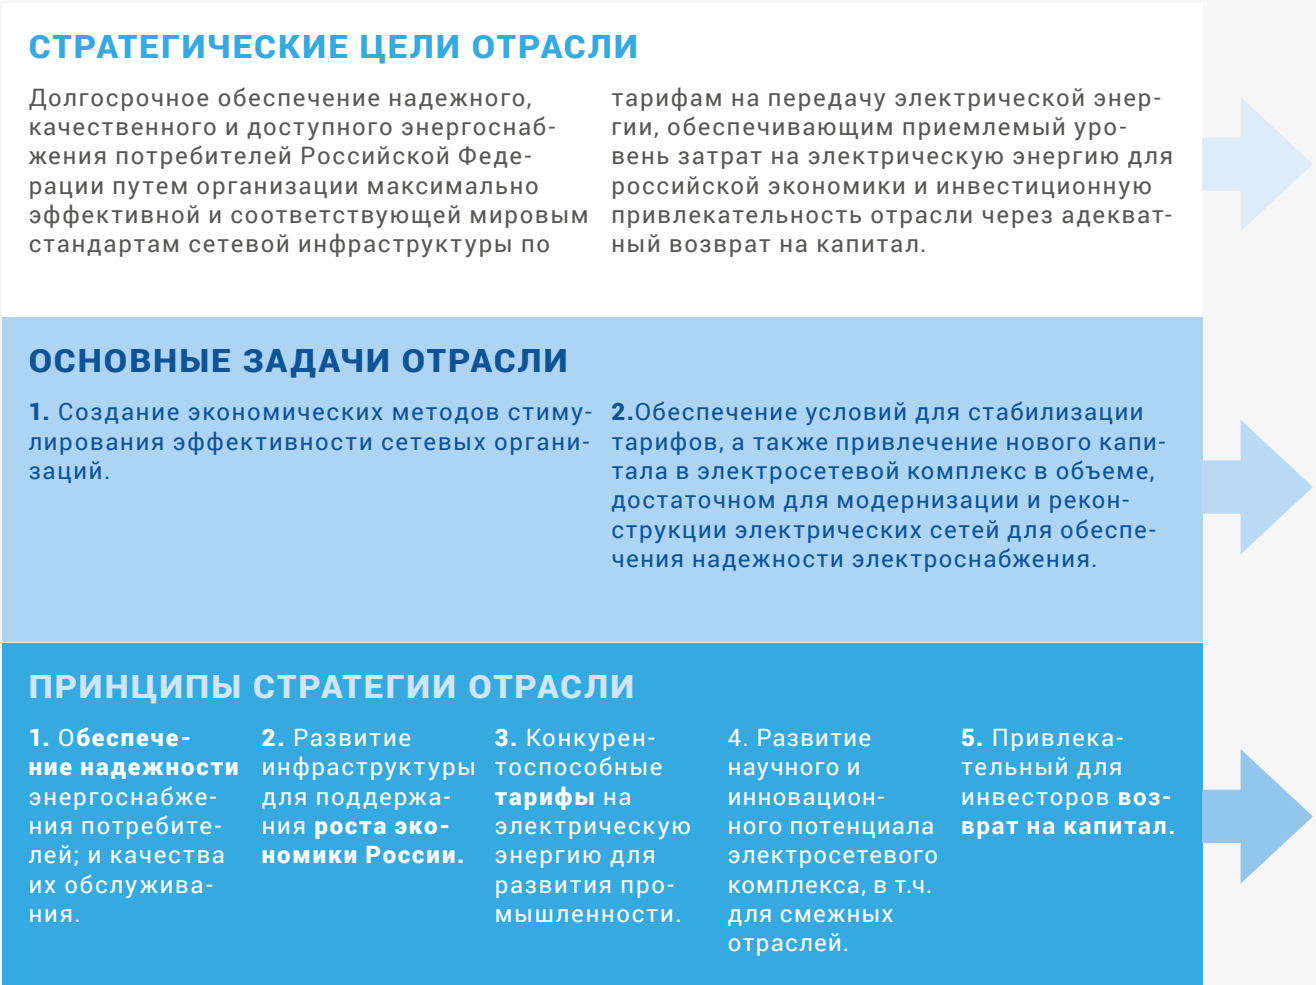 СТРАТЕГИЧЕСКИЕ ЦЕЛИ ОТРАСЛИ
Долгосрочное обеспечение надежного,
качественного и доступного энергоснаб-
жения потребителей Российской Феде-
рации путем организации максимально
эффективной и соответствующей мировым
стандартам сетевой инфраструктуры по
тарифам на передачу электрической энер-
гии, обеспечивающим приемлемый уро-
вень затрат на электрическую энергию для
российской экономики и инвестиционную
привлекательность отрасли через адекват-
ный возврат на капитал.
ОСНОВНЫЕ ЗАДАЧИ ОТРАСЛИ
1. Создание экономических методов стиму-
лирования эффективности сетевых органи-
заций.
2.Обеспечение условий для стабилизации
тарифов, а также привлечение нового капи-
тала в электросетевой комплекс в объеме,
достаточном для модернизации и рекон-
струкции электрических сетей для обеспе-
чения надежности электроснабжения.
ПРИНЦИПЫ СТРАТЕГИИ ОТРАСЛИ
1. Обеспече-
ние надежности
энергоснабже-
ния потребите-
лей; и качества
их обслужива-
ния.
2. Развитие
инфраструктуры
для поддержа-
ния роста эко-
номики России.
3. Конкурен-
тоспособные
тарифы на
электрическую
энергию для
развития про-
мышленности.
4. Развитие
научного и
инновацион-
ного потенциала
электросетевого
комплекса, в т.ч.
для смежных
отраслей.
5. Привлека-
тельный для
инвесторов воз-
врат на капитал.